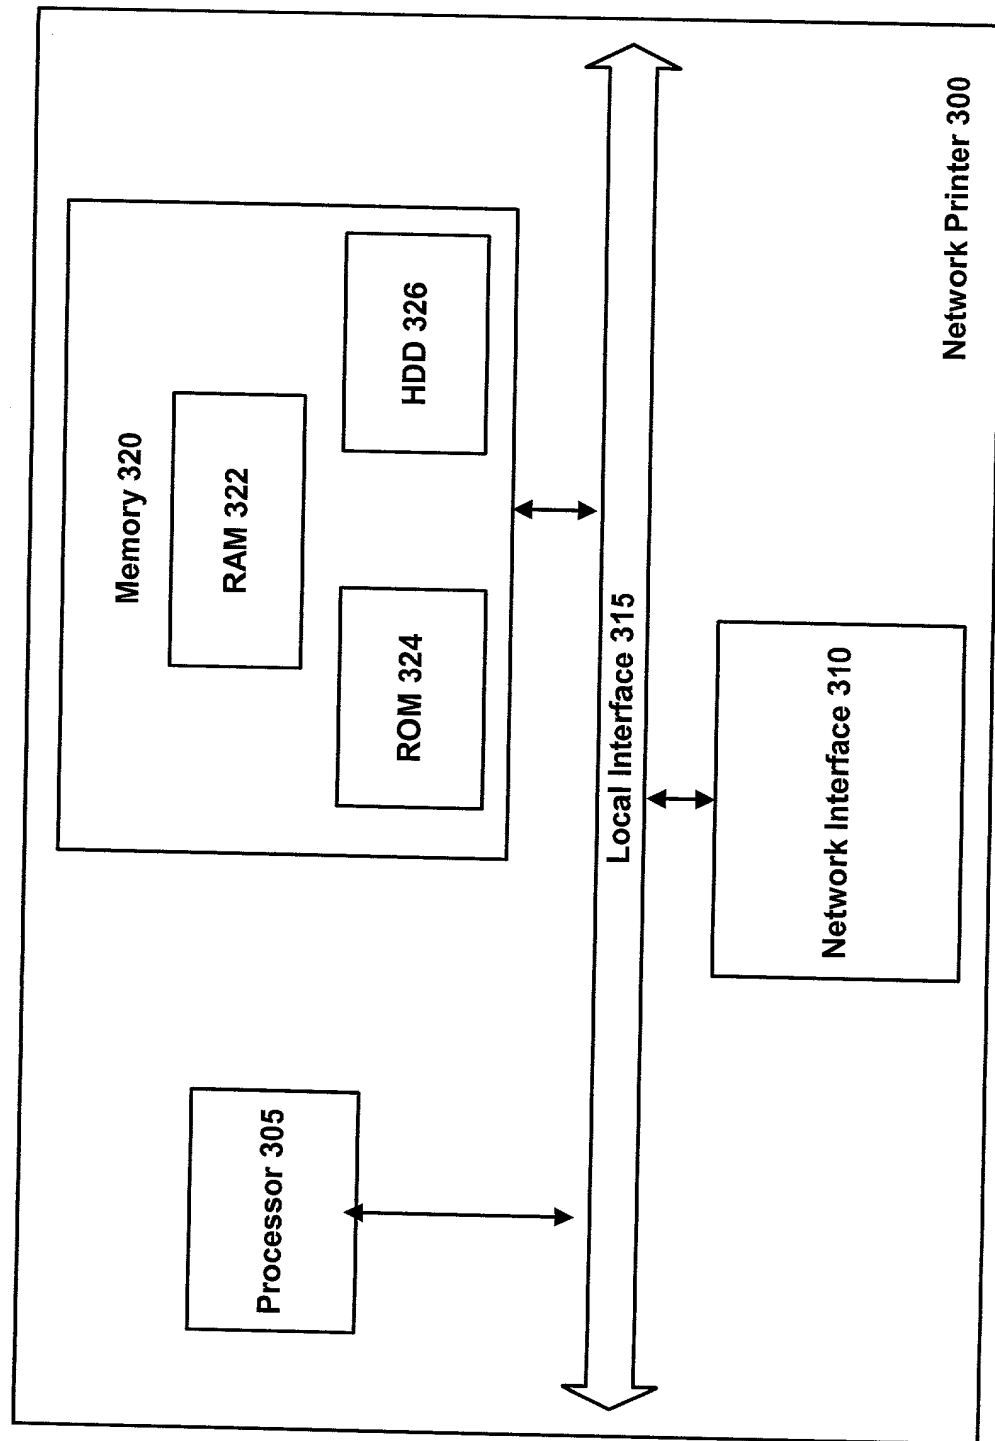 Memory 320
RAM 322
ROM 324
HDD 326
Processor 305
Local Interface 315
Network Interface 310
Network Printer 300